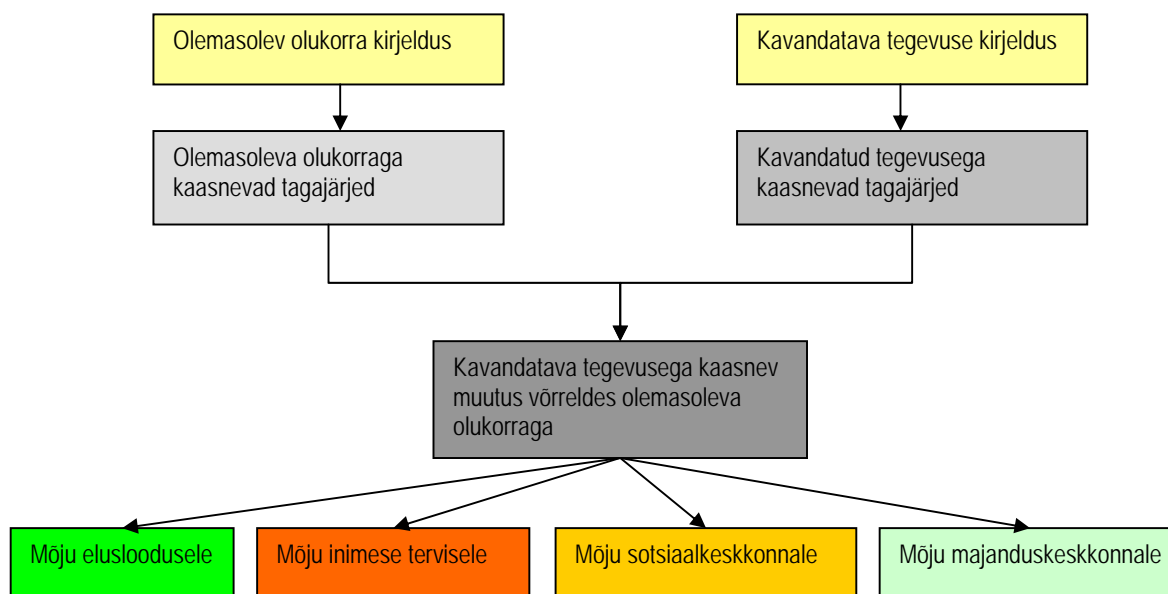 Olemasolev olukorra kirjeldus
Kavandatava tegevuse kirjeldus
Olemasoleva olukorraga
kaasnevad tagajärjed
Kavandatud tegevusega
kaasnevad tagajärjed
Kavandatava tegevusega kaasnev
muutus võrreldes olemasoleva
olukorraga
Mõju elusloodusele
Mõju inimese tervisele
Mõju sotsiaalkeskkonnale
Mõju majanduskeskkonnale